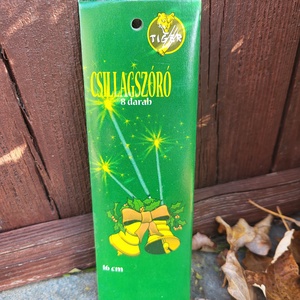 TIGER
CSILLAGSZÓRÓ
8 darab
16 cm